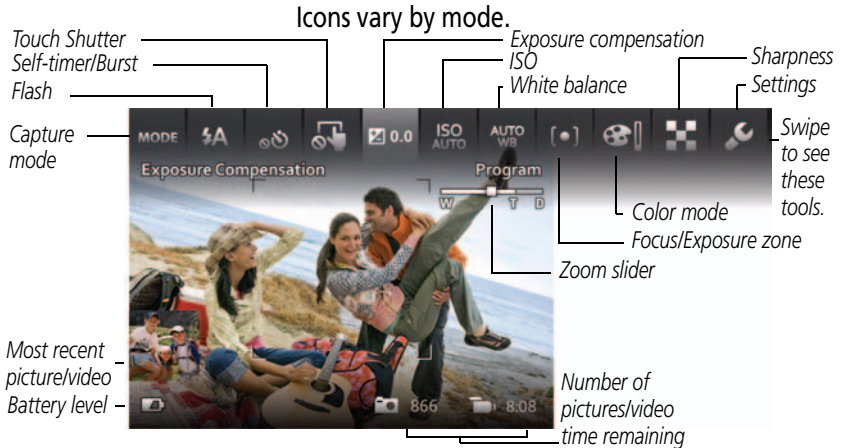 Icons vary by mode.
Touch Shutter
Self-timer/Burst
Flash
Capture
mode
Exposure compensation
ISO
White balance
Sharpness
Settings
Swipe
to see
these
tools.
MODE
A
0.0
ISO
AUTO
AUTO
WB
Exposure Compensation
Program
W T D
Color mode
Focus/Exposure zone
Zoom slider
Most recent
picture/video
Battery level
866
8:08
Number of
pictures/video
time remaining